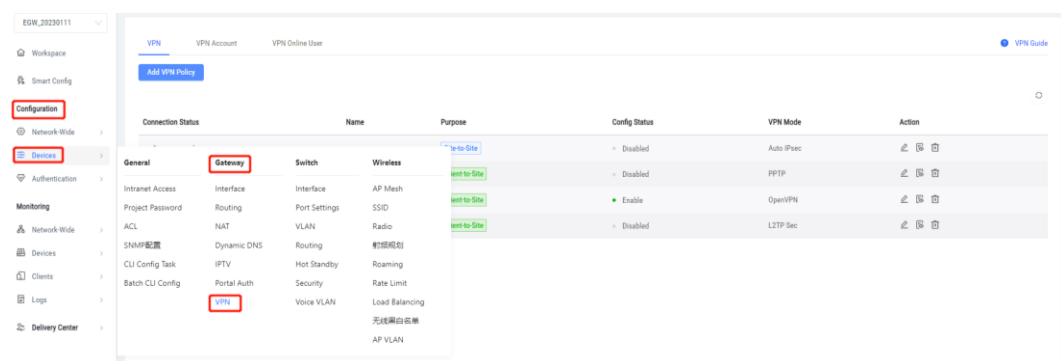 EGW_20230111
Workspace
Smart Config
Configuration
Network-Wide
Devices
Authentication
Monitoring
Network-Wide
Devices
Clients
Logs
Delivery Center
VPN VPN Account VPN Online User
VPN Guide
Add VPN Policy
Connection Status Name Purpose Config Status VPN Mode Action
Disabled Auto IPsec
Disabled PPTP
Enable OpenVPN
Disabled L2TP Sec
General
Intranet Access
Project Password
ACL
SNMP配置
CLI Config Task
Batch CLI Config
Gateway
Interface
Routing
NAT
Dynamic DNS
IPTV
Portal Auth
VPN
Switch
Interface
Port Settings
VLAN
Routing
Hot Standby
Security
Voice VLAN
Wireless
AP Mesh
SSID
Radio
射频规划
Roaming
Rate Limit
Load Balancing
无线黑白名单
AP VLAN